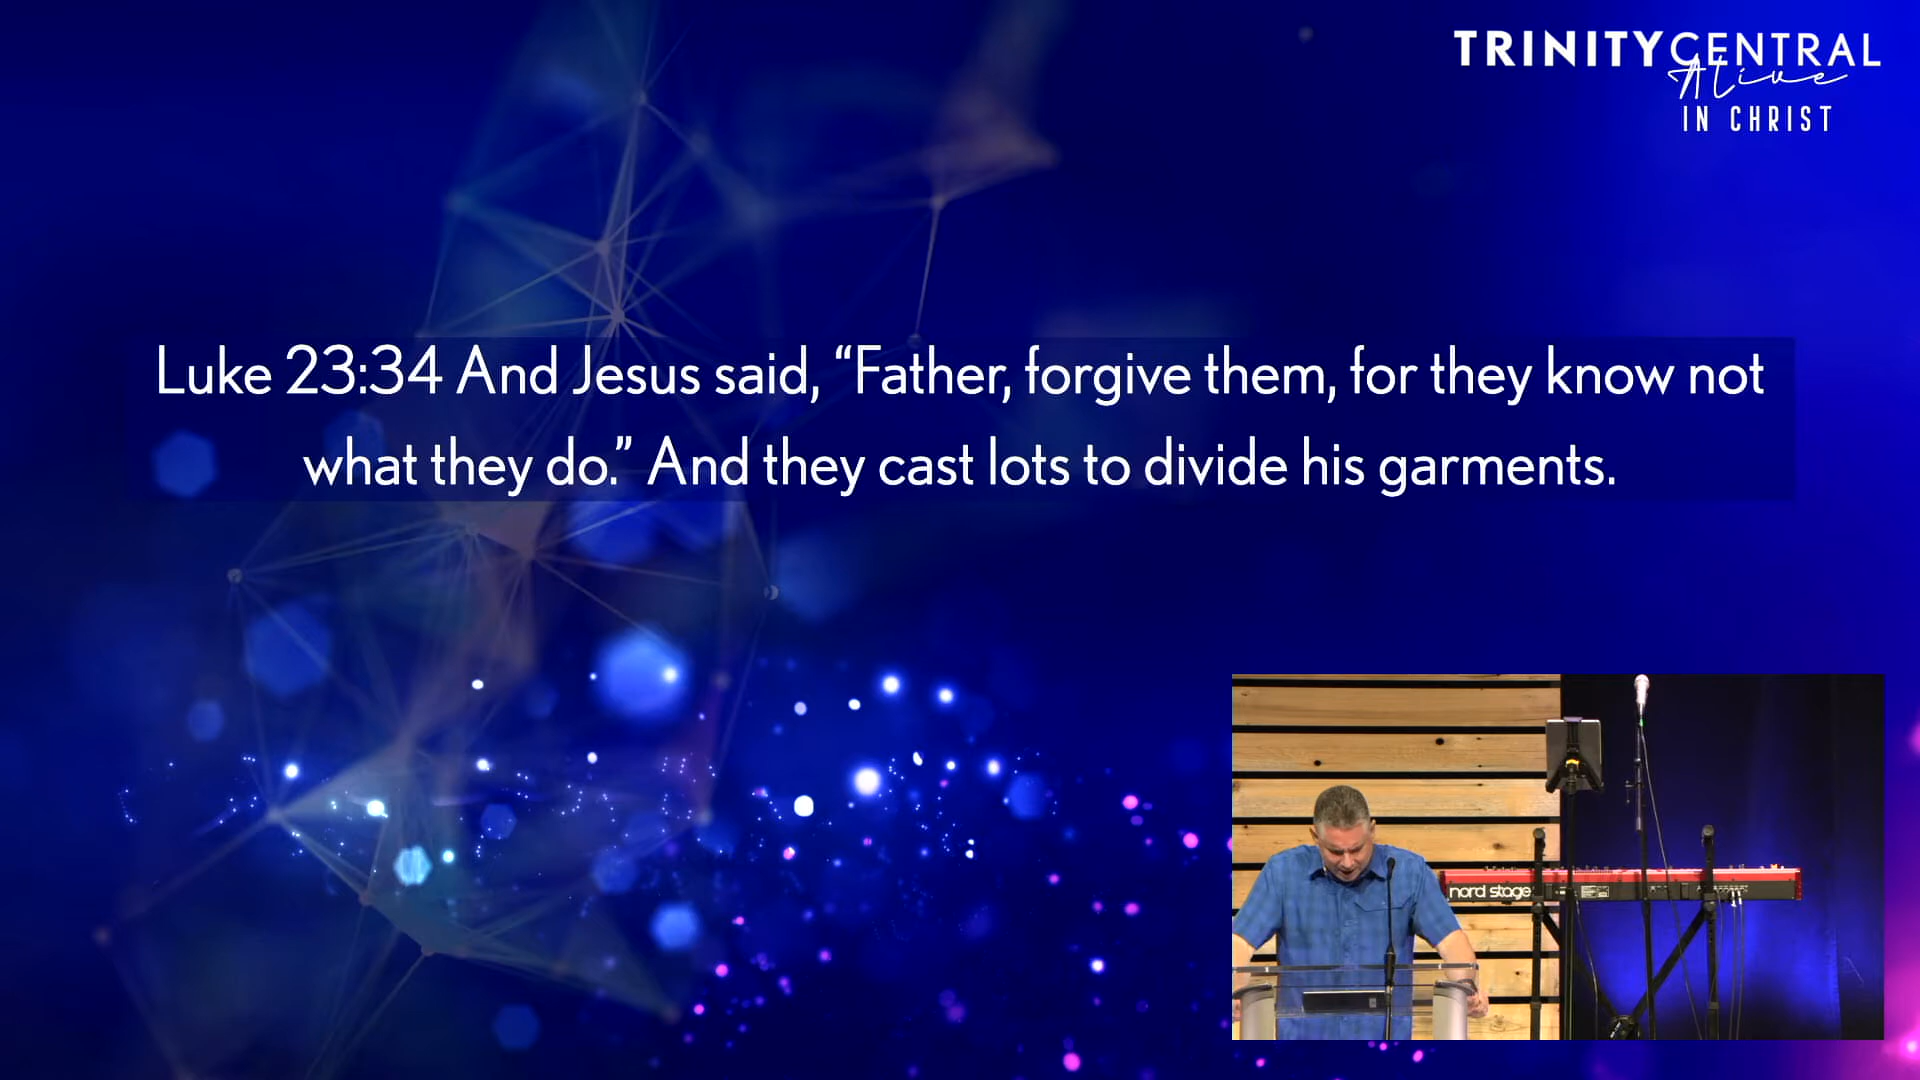 TRINITY CENTRAL
Alive
IN CHRIST
Luke 23:34 And Jesus said, “Father, forgive them, for they know not
what they do.” And they cast lots to divide his garments.
nord stage